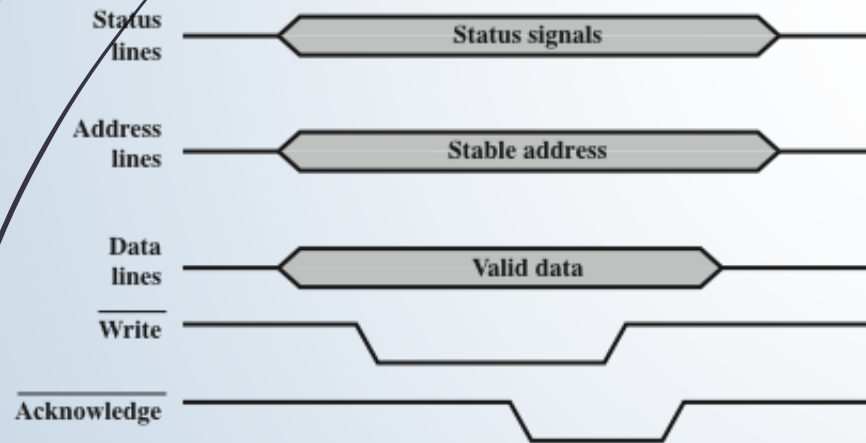 Status
lines
Status signals
Address
lines
Stable address
Data
lines
Valid data
Write
Acknowledge